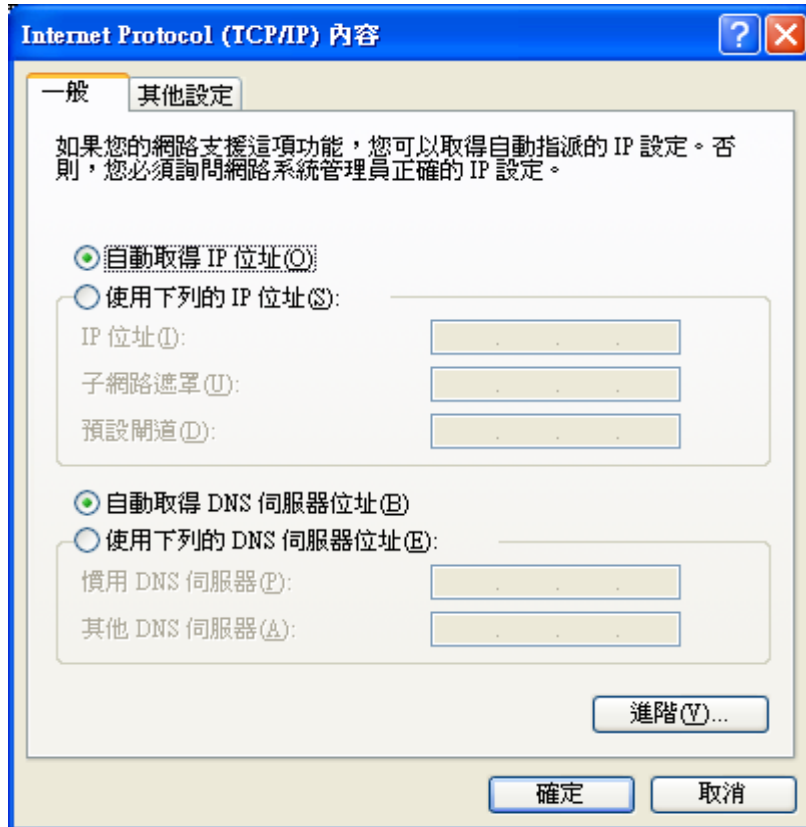 Internet Protocol (TCP/IP) 內容
一般
其他設定
如果您的網路支援這項功能，您可以取得自動指派的 IP 設定。否
則，您必須詢問網路系統管理員正確的 IP 設定。
自動取得 IP 位址(O)
使用下列的 IP 位址(S):
IP 位址(I):
子網路遮罩(U):
預設閘道(D):
自動取得 DNS 伺服器位址(B)
使用下列的 DNS 伺服器位址(E):
慣用 DNS 伺服器(P):
其他 DNS 伺服器(A):
進階(V)...
確定
取消